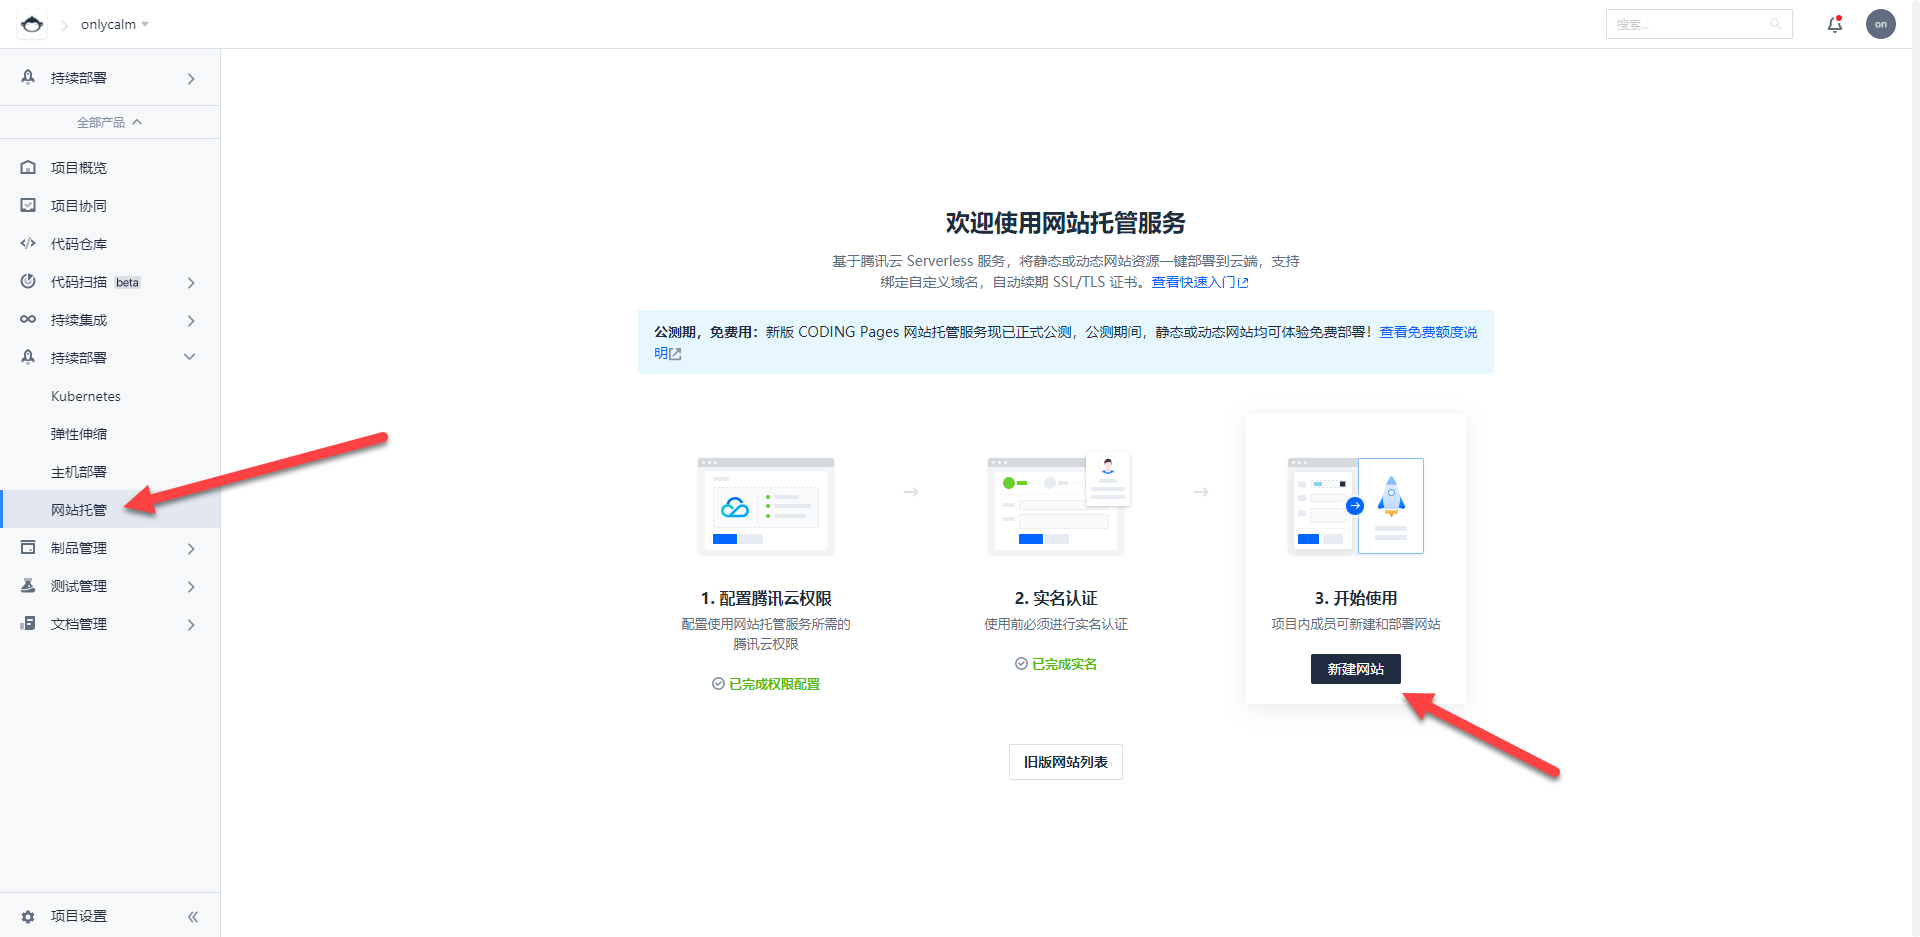 onlycalm
搜索...
on
持续部署
全部产品
项目概览
项目协同
代码仓库
代码扫描 beta
持续集成
持续部署
Kubernetes
弹性伸缩
主机部署
网站托管
制品管理
测试管理
文档管理
项目设置
欢迎使用网站托管服务
基于腾讯云 Serverless 服务，将静态或动态网站资源一键部署到云端，支持
绑定自定义域名，自动续期 SSL/TLS 证书。查看快速入门
公测期，免费用：新版 CODING Pages 网站托管服务现已正式公测，公测期间，静态或动态网站均可体验免费部署！查看免费额度说
明
1. 配置腾讯云权限
配置使用网站托管服务所需的
腾讯云权限
已完成权限配置
2. 实名认证
使用前必须进行实名认证
已完成实名
3. 开始使用
项目内成员可新建和部署网站
新建网站
旧版网站列表